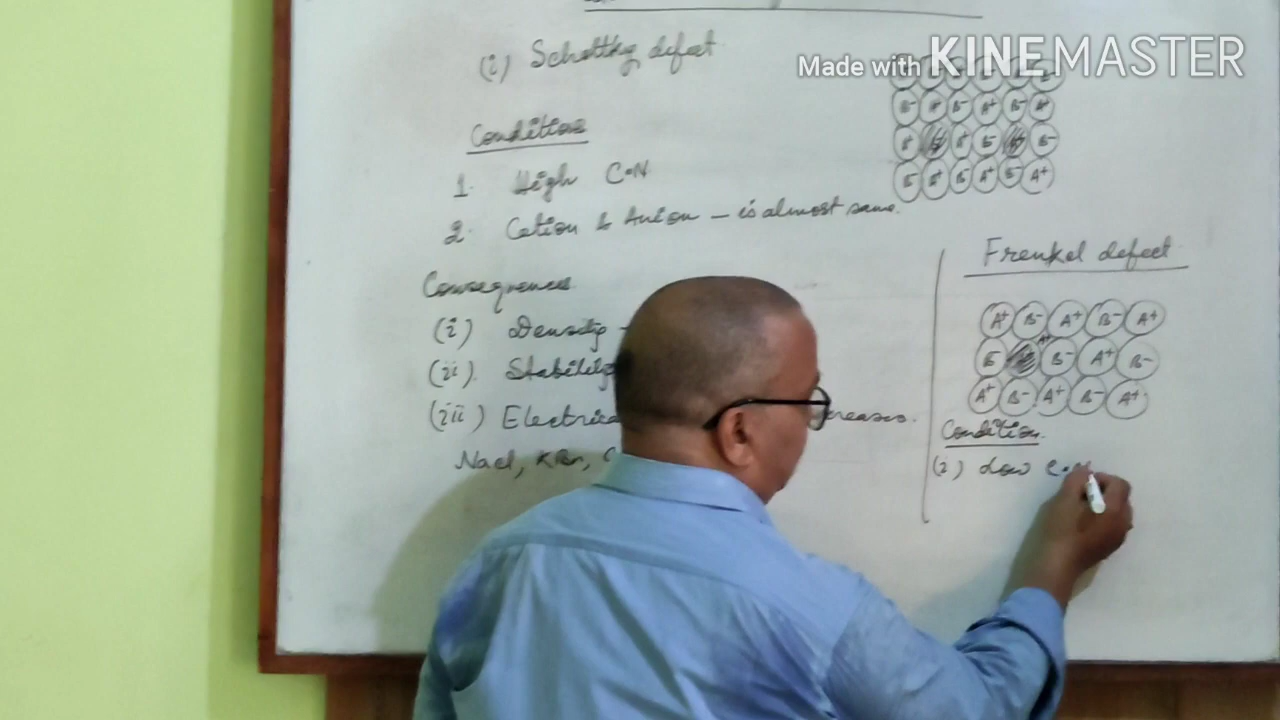 Made with KINEMASTER
(i) Schottky defect
B- A+ B- A+ B- A+
B-
B- A+ B- A+ B- A+
Conditions
1. High C.N
2. Cation & Anion - is almost same.
Consequences
(i) Density
(ii). Stability
(iii) Electrical
creases.
Nacl, KBr, C
Frenkel defect
A+ B- A+ B- A+
A+
B- B- A+ B-
A+ B- A+ B- A+
Condition.
(i) Low C.N